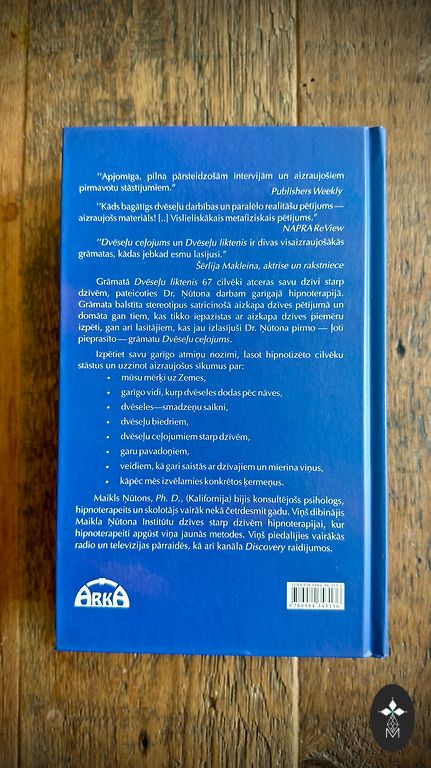 "Apjomīga, pilna pārsteidzošām intervijām un aizraujošiem
pirmavotu stāstījumiem."
Publishers Weekly
"Kāds bagātīgs dvēseļu darbības un paralēlo realitāšu pētījums —
aizraujošs materiāls! [..] Vislieliskākais metafiziskais pētījums."
NAPRA ReView
"Dvēseļu ceļojums un Dvēseļu liktenis ir divas visaizraujošākās
grāmatas, kādas jebkad esmu lasījusi."
Šērlija Makleina, aktrise un rakstniece
Grāmatā Dvēseļu liktenis 67 cilvēki atceras savu dzīvi starp
dzīvēm, pateicoties Dr. Ņūtona darbam garīgajā hipnoterapijā.
Grāmata balstīta stereotipus satricinošā aizkapa dzīves pētījumā un
domāta gan tiem, kas tikko iepazīstas ar aizkapa dzīves piemēru
izpēti, gan arī lasītājiem, kas jau izlasījuši Dr. Ņūtona pirmo — ļoti
pieprasīto — grāmatu Dvēseļu ceļojums.
Izpētiet savu garīgo atmiņu nozīmi, lasot hipnotizēto cilvēku
stāstus un uzzinot aizraujošus sīkumus par:
• mūsu mērķi uz Zemes,
• garīgo vidi, kurp dvēseles dodas pēc nāves,
• dvēseles—smadzeņu saikni,
• dvēseļu biedriem,
• dvēseļu ceļojumiem starp dzīvēm,
• garu pavadoņiem,
• veidiem, kā gari saistās ar dzīvajiem un mierina viņus,
• kāpēc mēs izvēlamies konkrētos ķermeņus.
Maikls Ņūtons, Ph. D., (Kalifornija) bijis konsultējošs psihologs,
hipnoterapeits un skolotājs vairāk nekā četrdesmit gadu. Viņš dibinājis
Maikla Ņūtona Institūtu dzīves starp dzīvēm hipnoterapijai, kur
hipnoterapeiti apgūst viņa jaunās metodes. Viņš piedalījies vairākās
radio un televīzijas pārraidēs, kā arī kanāla Discovery raidījumos.
ARKA
9789984343136